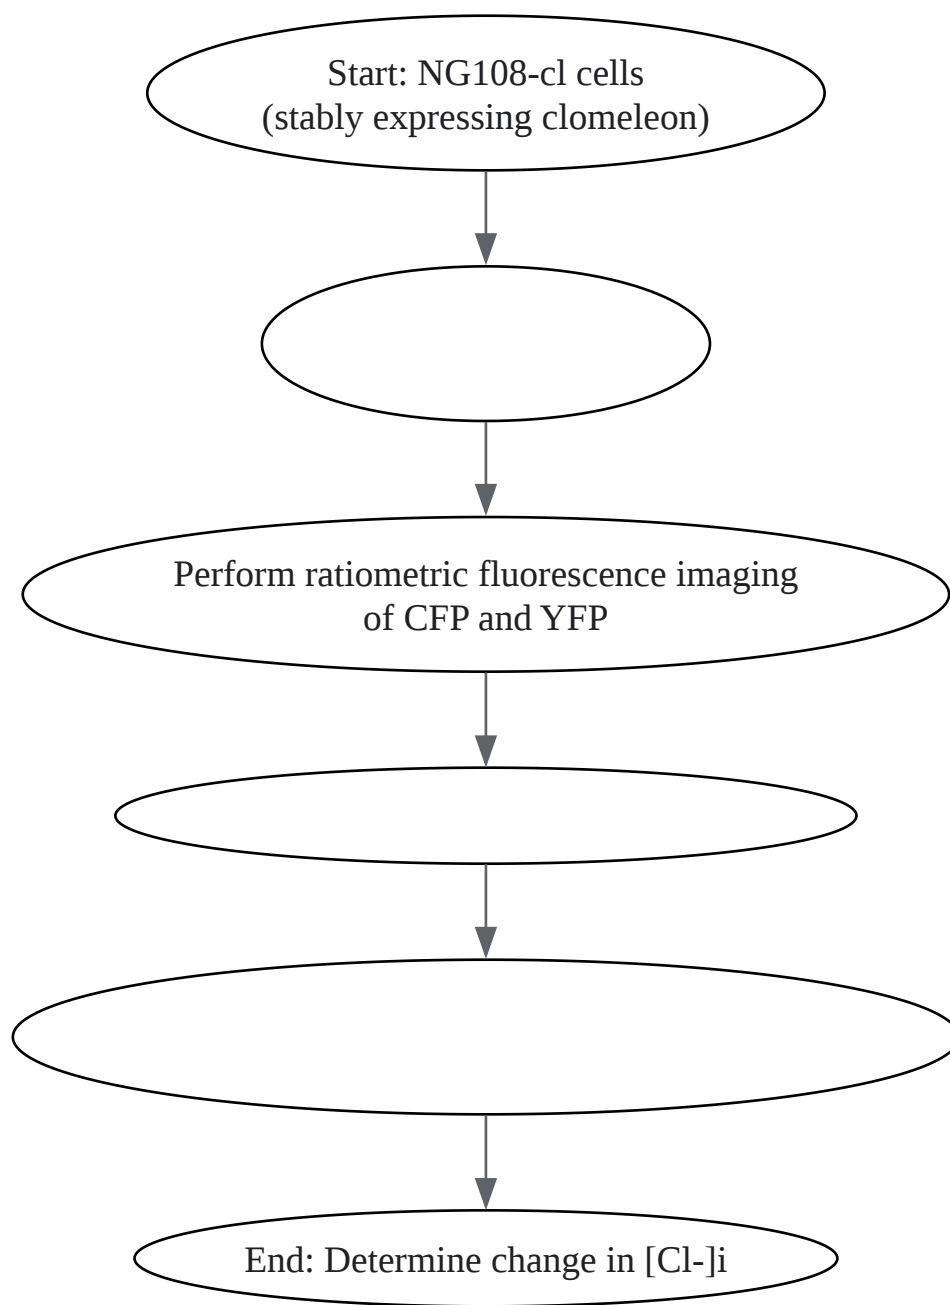 Start: NG108-cl cells
(stably expressing clomeleon)
Perform ratiometric fluorescence imaging
of CFP and YFP
End: Determine change in [Cl-]i